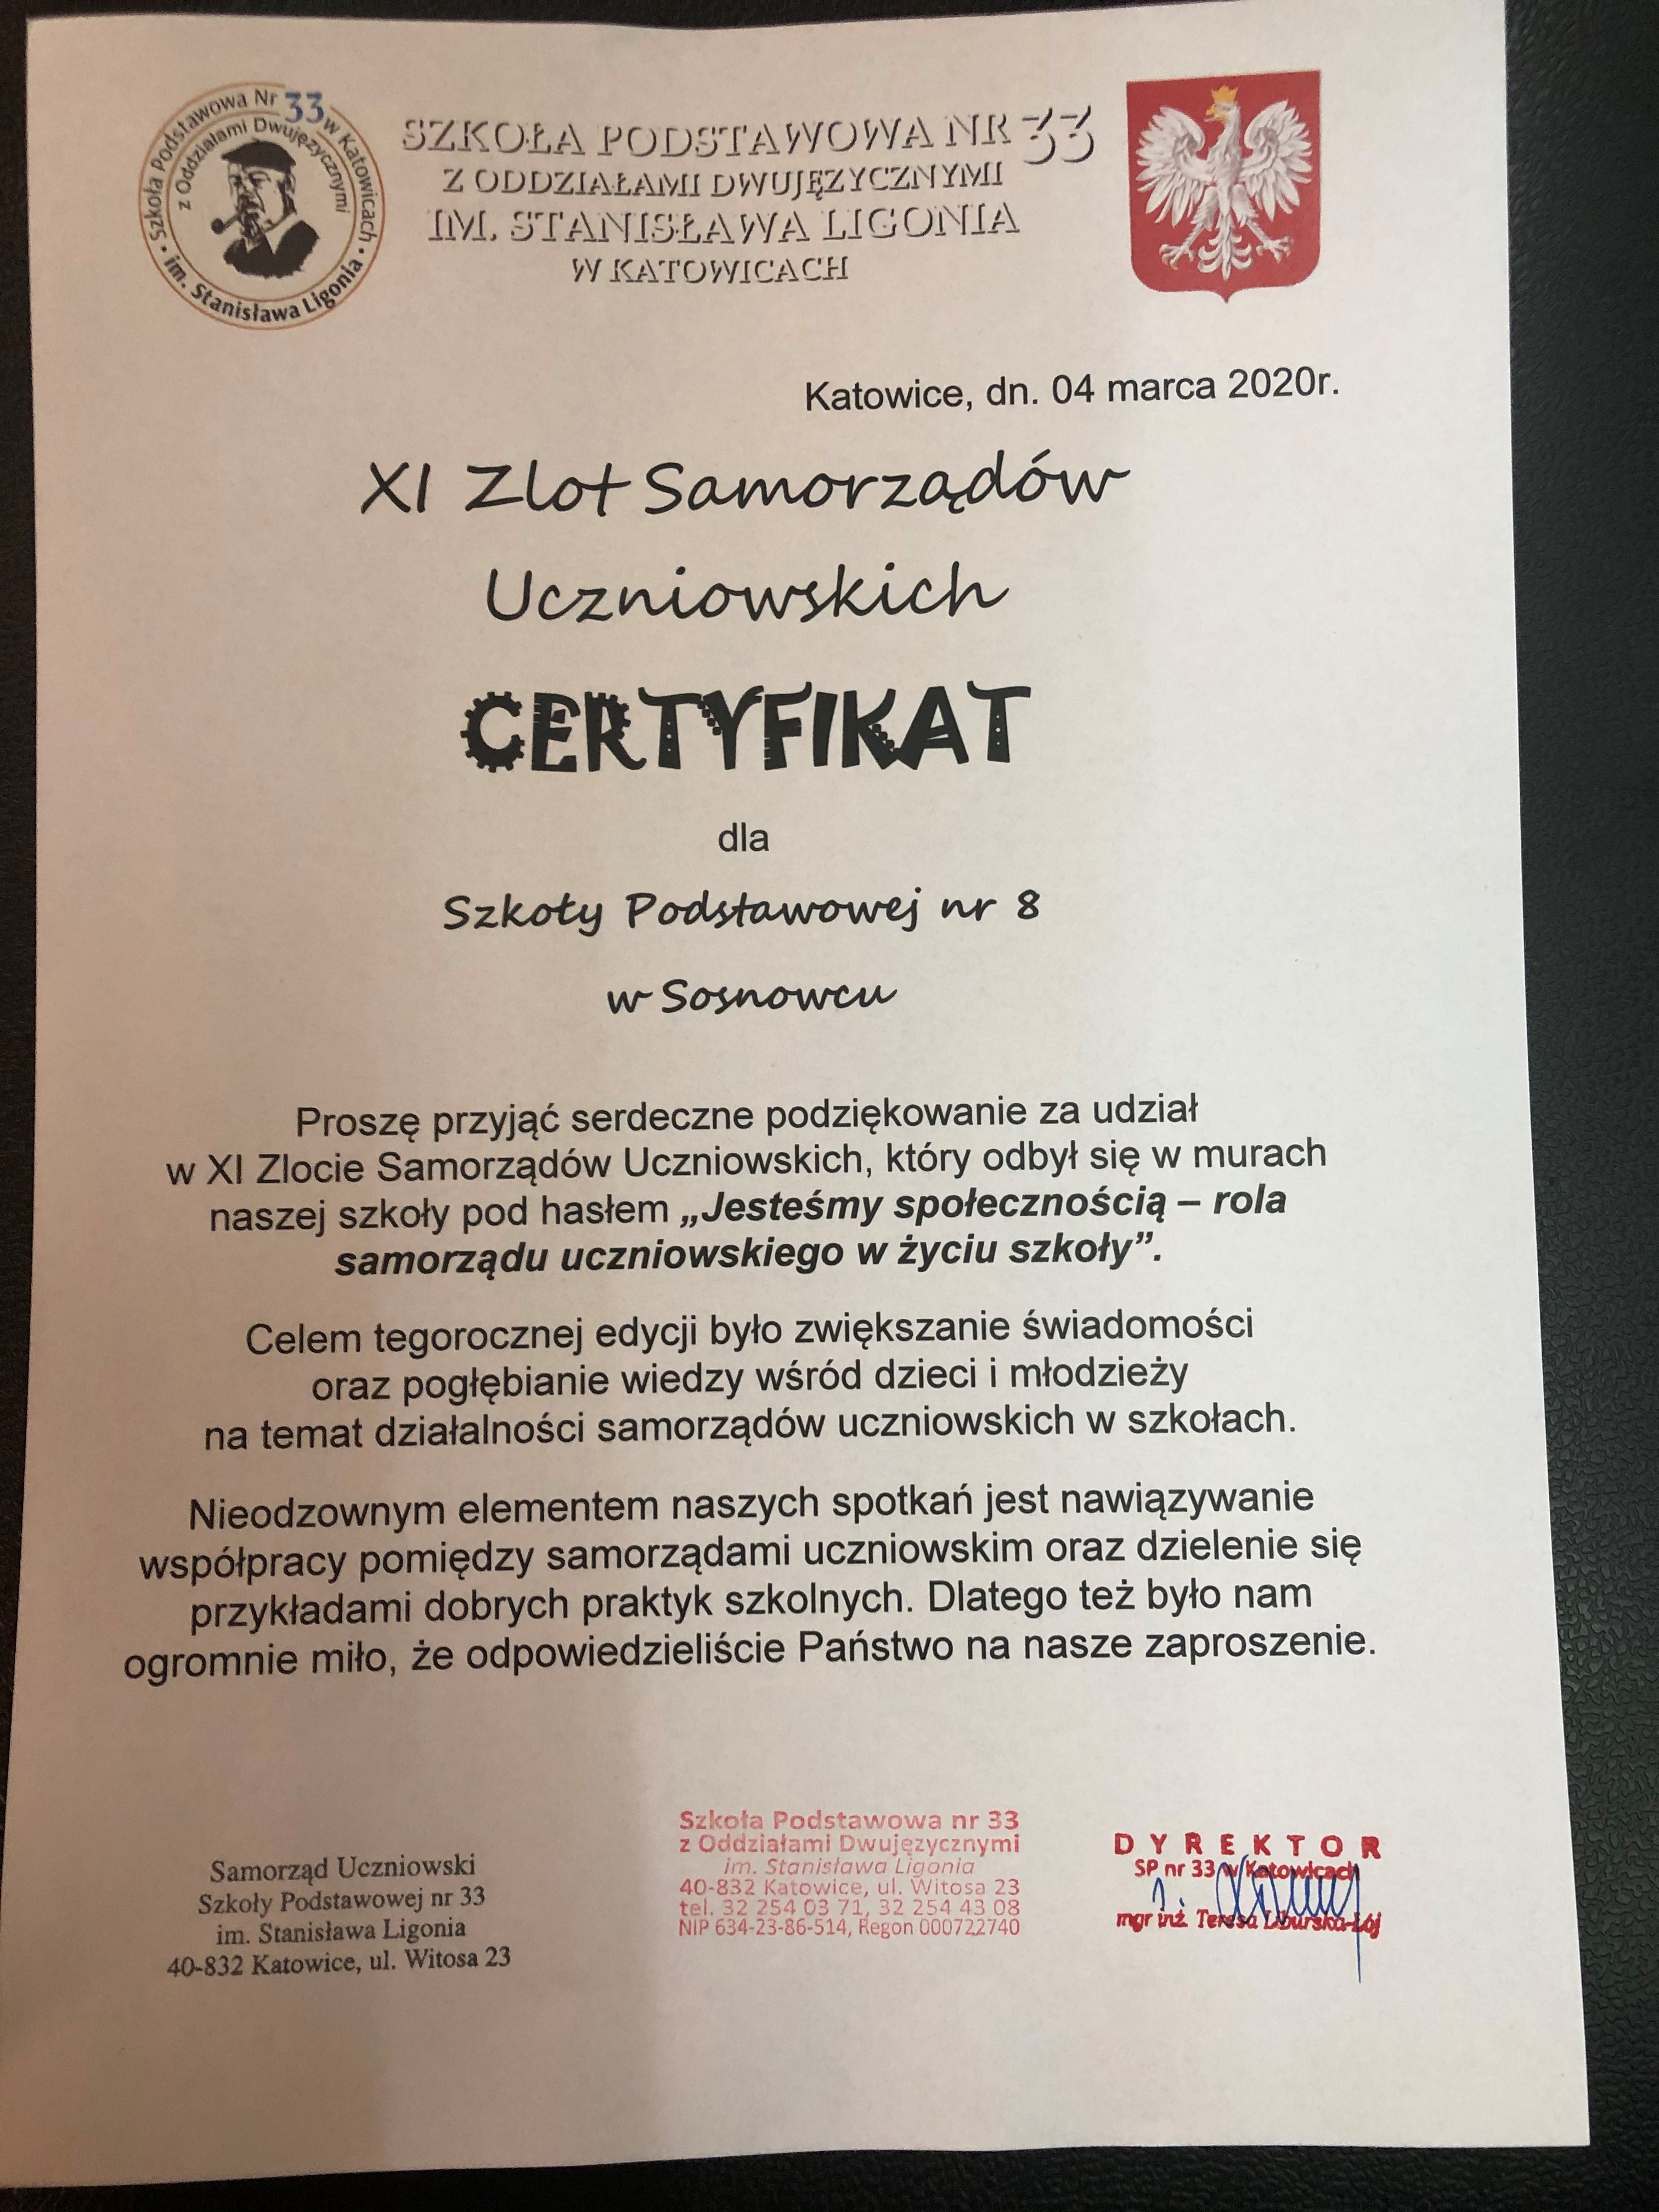 Szkoła Podstawowa Nr 33 w Katowicach
z Oddziałami Dwujęzycznymi
im. Stanisława Ligonia
SZKOŁA PODSTAWOWA NR 33
Z ODDZIAŁAMI DWUJĘZYCZNYMI
IM. STANISŁAWA LIGONIA
W KATOWICACH
Katowice, dn. 04 marca 2020r.
XI Zlot Samorządów
Uczniowskich
CERTYFIKAT
dla
Szkoły Podstawowej nr 8
w Sosnowcu
Proszę przyjąć serdeczne podziękowanie za udział
w XI Zlocie Samorządów Uczniowskich, który odbył się w murach
naszej szkoły pod hasłem „Jesteśmy społecznością – rola
samorządu uczniowskiego w życiu szkoły”.
Celem tegorocznej edycji było zwiększanie świadomości
oraz pogłębianie wiedzy wśród dzieci i młodzieży
na temat działalności samorządów uczniowskich w szkołach.
Nieodzownym elementem naszych spotkań jest nawiązywanie
współpracy pomiędzy samorządami uczniowskim oraz dzielenie się
przykładami dobrych praktyk szkolnych. Dlatego też było nam
ogromnie miło, że odpowiedzieliście Państwo na nasze zaproszenie.
Samorząd Uczniowski
Szkoły Podstawowej nr 33
im. Stanisława Ligonia
40-832 Katowice, ul. Witosa 23
Szkoła Podstawowa nr 33
z Oddziałami Dwujęzycznymi
im. Stanisława Ligonia
40-832 Katowice, ul. Witosa 23
tel. 32 254 03 71, 32 254 43 08
NIP 634-23-86-514, Regon 000722740
DYREKTOR
SP nr 33 w Katowicach
mgr inż. Teresa